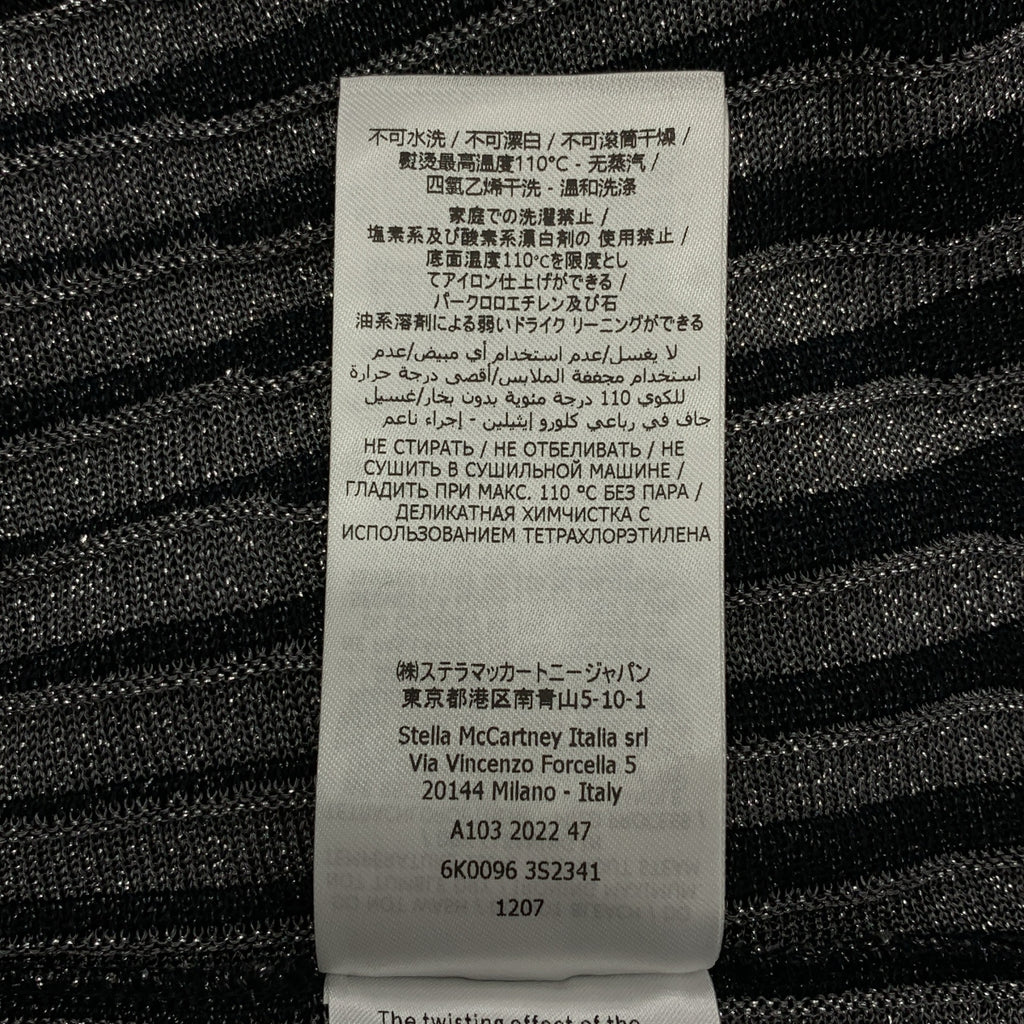 不可水洗 / 不可漂白 / 不可滚筒干燥 /
熨烫最高温度110°C - 无蒸汽 /
四氯乙烯干洗 - 温和洗涤
家庭での洗濯禁止 /
塩素系及び酸素系漂白剤の 使用禁止 /
底面温度110℃を限度とし
てアイロン仕上げができる /
パークロロエチレン及び石
油系溶剤による弱いドライク リーニングができる
لا يغسل/عدم استخدام أي مبيض/عدم
استخدام مجففة الملابس/أقصى درجة حرارة
للكوي 110 درجة مئوية بدون بخار/غسيل
جاف في رباعي كلورو إيثيلين - إجراء ناعم
НЕ СТИРАТЬ / НЕ ОТБЕЛИВАТЬ / НЕ
СУШИТЬ В СУШИЛЬНОЙ МАШИНЕ /
ГЛАДИТЬ ПРИ МАКС. 110 °C БЕЗ ПАРА /
ДЕЛИКАТНАЯ ХИМЧИСТКА С
ИСПОЛЬЗОВАНИЕМ ТЕТРАХЛОРЭТИЛЕНА
㈱ステラマッカートニージャパン
東京都港区南青山5-10-1
Stella McCartney Italia srl
Via Vincenzo Forcella 5
20144 Milano - Italy
A103 2022 47
6K0096 3S2341
1207
The twisting effect of the